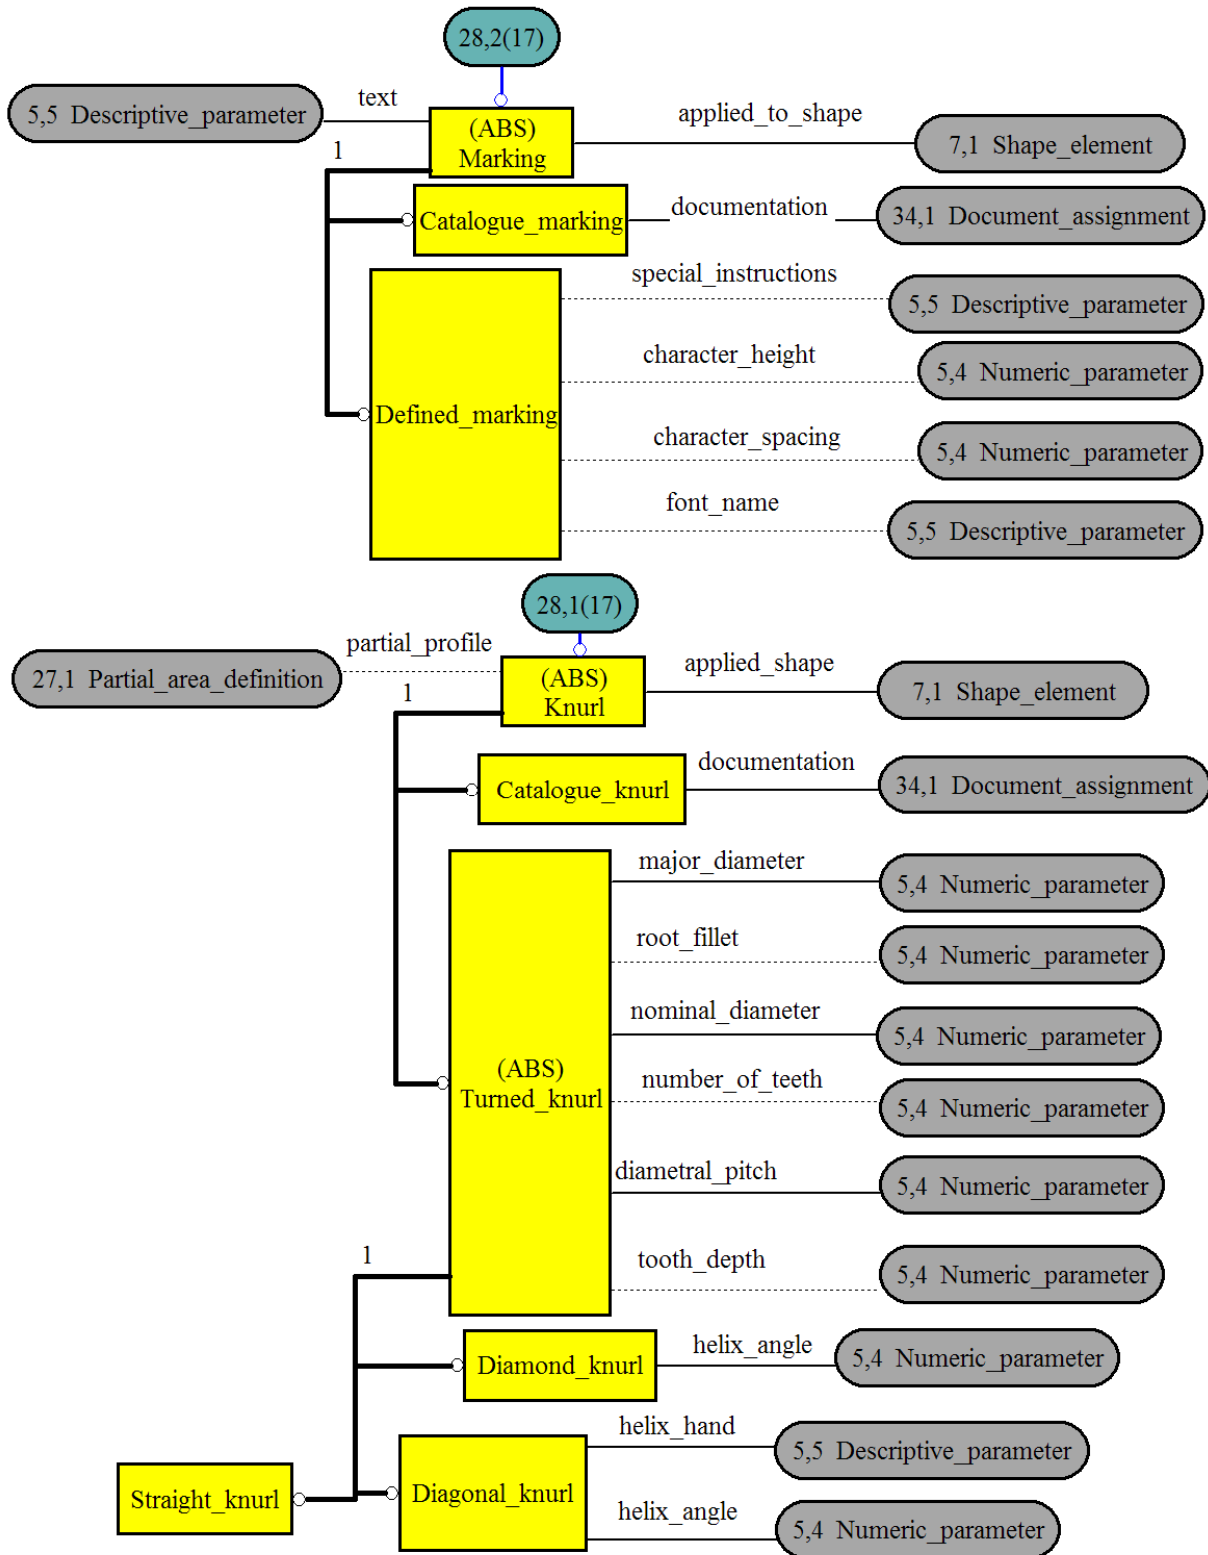 28,2(17)
5,5 Descriptive_parameter
text
(ABS)
Marking
applied_to_shape
7,1 Shape_element
1
Catalogue_marking
documentation
34,1 Document_assignment
special_instructions
5,5 Descriptive_parameter
character_height
5,4 Numeric_parameter
Defined_marking
character_spacing
5,4 Numeric_parameter
font_name
5,5 Descriptive_parameter
28,1(17)
27,1 Partial_area_definition
partial_profile
(ABS)
Knurl
applied_shape
7,1 Shape_element
1
Catalogue_knurl
documentation
34,1 Document_assignment
major_diameter
5,4 Numeric_parameter
root_fillet
5,4 Numeric_parameter
nominal_diameter
5,4 Numeric_parameter
(ABS)
Turned_knurl
number_of_teeth
5,4 Numeric_parameter
diametral_pitch
5,4 Numeric_parameter
1
tooth_depth
5,4 Numeric_parameter
Diamond_knurl
helix_angle
5,4 Numeric_parameter
helix_hand
5,5 Descriptive_parameter
Straight_knurl
Diagonal_knurl
helix_angle
5,4 Numeric_parameter